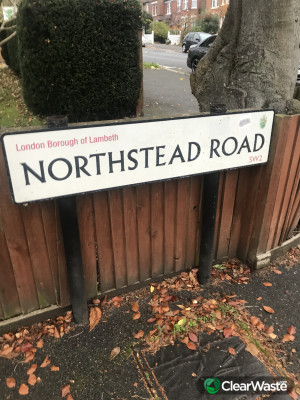 London Borough of Lambeth
NORTHSTEAD ROAD
SW2
ClearWaste